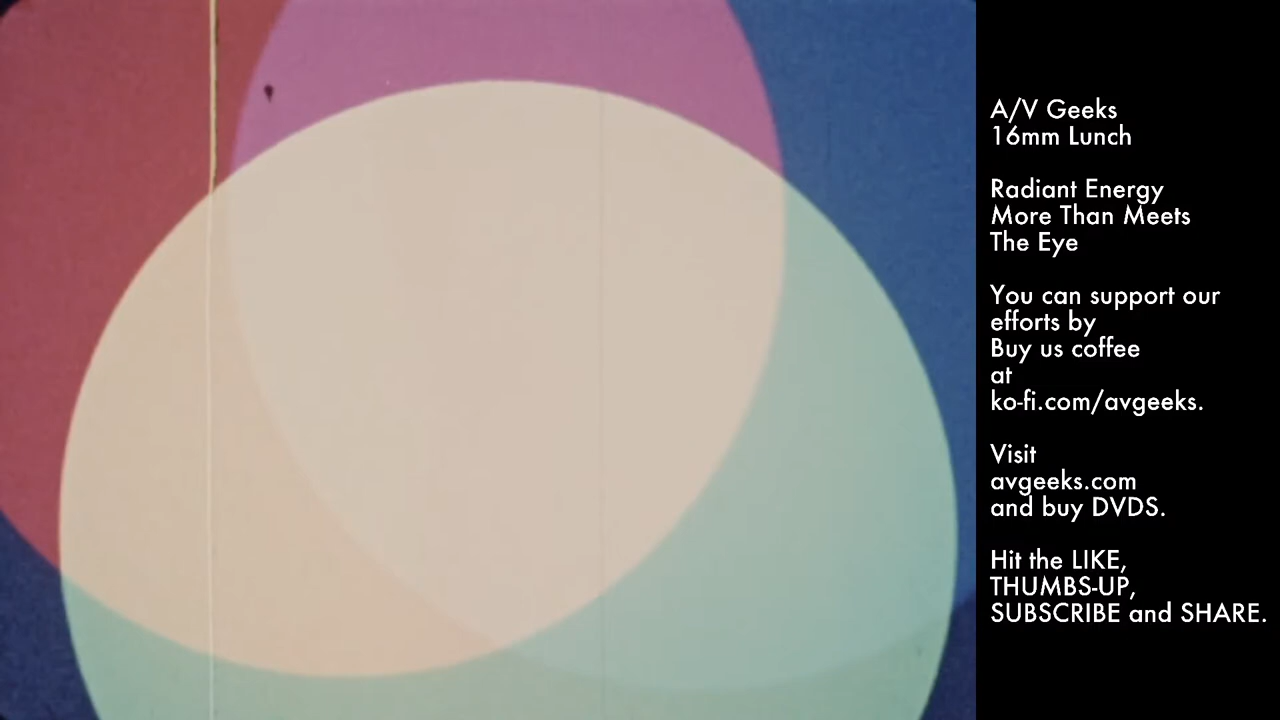 A/V Geeks
16mm Lunch
Radiant Energy
More Than Meets
The Eye
You can support our
efforts by
Buy us coffee
at
ko-fi.com/avgeeks.
Visit
avgeeks.com
and buy DVDS.
Hit the LIKE,
THUMBS-UP,
SUBSCRIBE and SHARE.